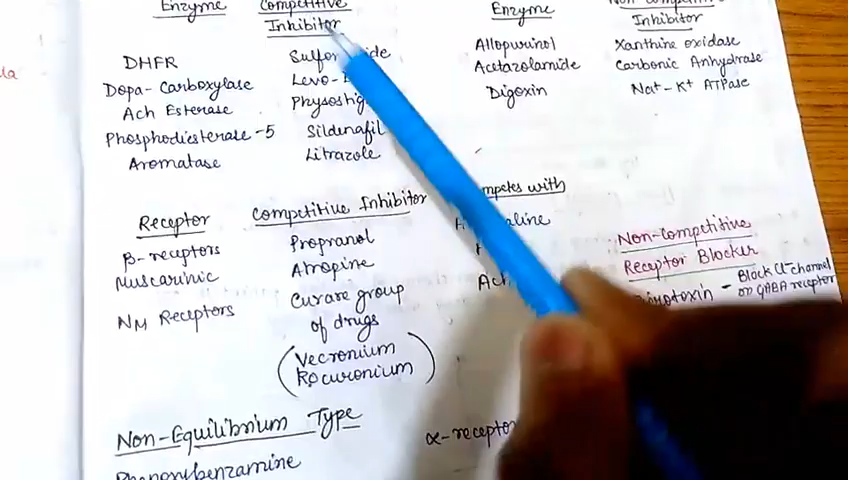 Enzyme Competitive Inhibitor
DHFR
Dopa-Carboxylase
Ach Esterase
Phosphodiesterase-5 Sildenafil
Aromatase Litrazole
Enzyme Inhibitor
Allopurinol Xanthine oxidase
Acetazolamide Carbonic Anhydrase
Digoxin Na+-K+ ATPase
Receptor Competitive Inhibitor with
β-receptors Propranol
Muscarinic Atropine
NM Receptors Curare group
of drugs
(Vecronium
Rocuronium)
Non-Competitive
Receptor Blocker
Block Cl-channel
on GABA receptor
Non-Equilibrium Type
Phenoxybenzamine α-receptor